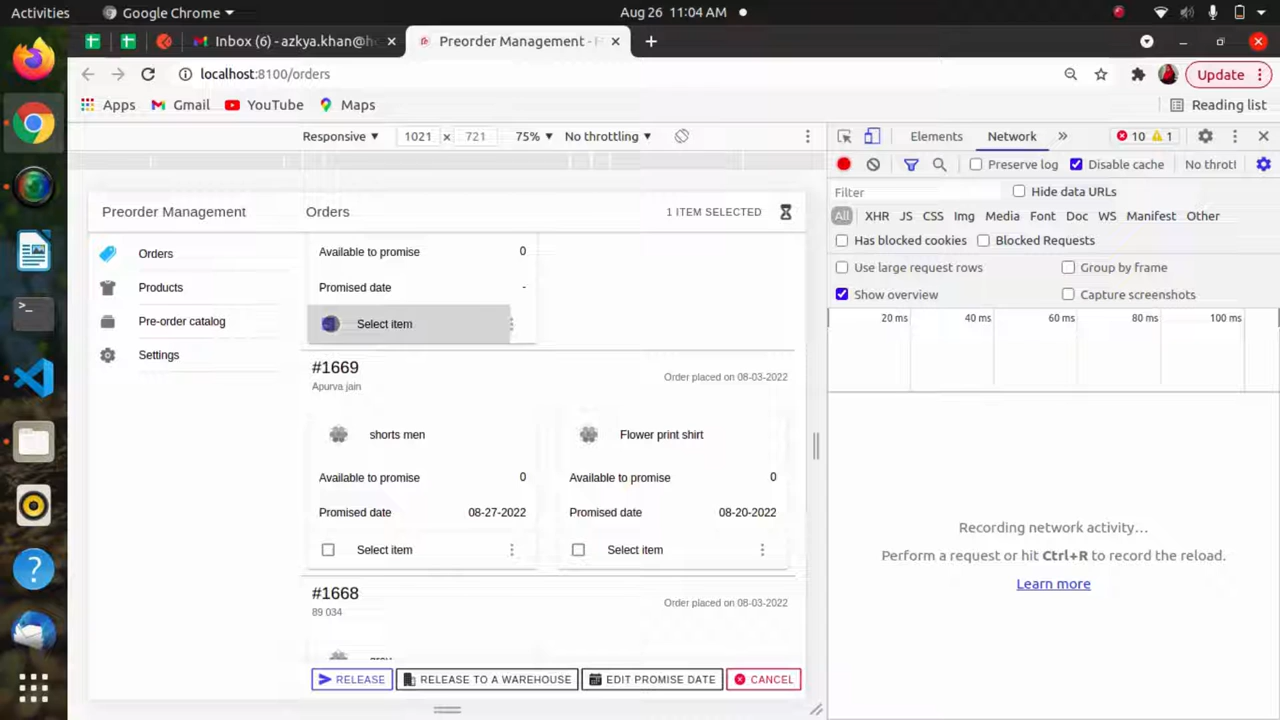 Activities
Google Chrome
Aug 26 11:04 AM
Inbox (6) - azkya.khan@h
Preorder Management -
localhost:8100/orders
Update
Apps
Gmail
YouTube
Maps
Reading list
Responsive
1021 × 721
75%
No throttling
Elements
Network
10
1
Preserve log
Disable cache
No thrott
Filter
Hide data URLs
All
XHR
JS
CSS
Img
Media
Font
Doc
WS
Manifest
Other
Has blocked cookies
Blocked Requests
Use large request rows
Group by frame
Show overview
Capture screenshots
20 ms
40 ms
60 ms
80 ms
100 ms
Recording network activity…
Perform a request or hit Ctrl+R to record the reload.
Learn more
Preorder Management
Orders
Products
Pre-order catalog
Settings
Orders
1 ITEM SELECTED
Available to promise 0
Promised date -
Select item
#1669
Apurva jain
Order placed on 08-03-2022
shorts men
Available to promise 0
Promised date 08-27-2022
Select item
Flower print shirt
Available to promise 0
Promised date 08-20-2022
Select item
#1668
89 034
Order placed on 08-03-2022
RELEASE
RELEASE TO A WAREHOUSE
EDIT PROMISE DATE
CANCEL